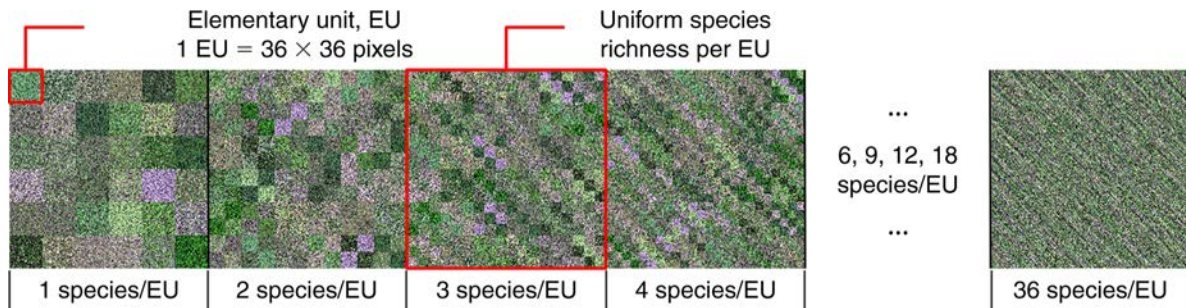 Elementary unit, EU
1 EU = 36 × 36 pixels
Uniform species
richness per EU
...
6, 9, 12, 18
species/EU
...
1 species/EU
2 species/EU
3 species/EU
4 species/EU
36 species/EU